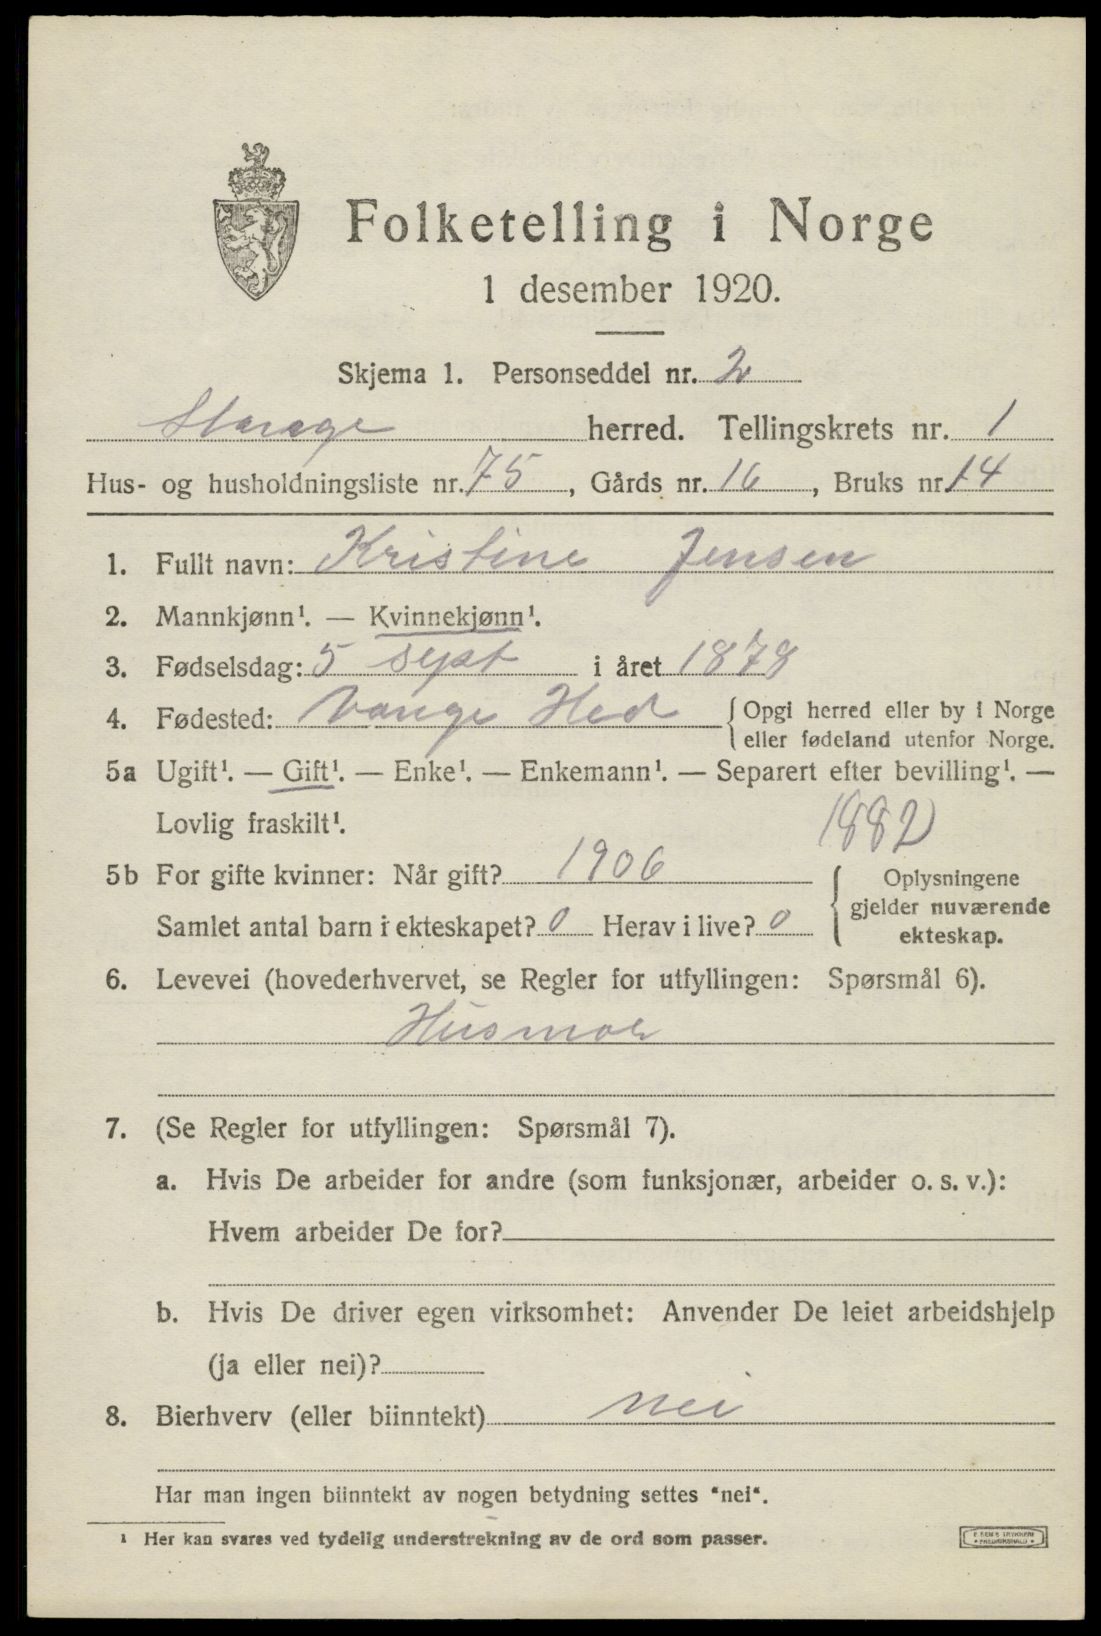 Folketelling i Norge
1 desember 1920.
Skjema 1. Personseddel nr. 2
Stange herred. Tellingskrets nr. 1
Hus- og husholdningsliste nr. 75, Gårds nr. 16, Bruks nr. 14
1. Fullt navn: Kristine Jensen
2. Mannkjønn¹. — Kvinnekjønn¹.
3. Fødselsdag: 5 sept i året 1878
4. Fødested: Vange Hed { Opgi herred eller by i Norge
eller fødeland utenfor Norge.
5a Ugift¹. — Gift¹. — Enke¹. — Enkemann¹. — Separert efter bevilling¹. —
Lovlig fraskilt¹. 1882
5b For gifte kvinner: Når gift? 1906 { Oplysningene
gjelder nuværende
Samlet antal barn i ekteskapet? 0 Herav i live? 0
ekteskap.
6. Levevei (hovederhvervet, se Regler for utfyllingen: Spørsmål 6).
Husmor
7. (Se Regler for utfyllingen: Spørsmål 7).
a. Hvis De arbeider for andre (som funksjonær, arbeider o. s. v.):
Hvem arbeider De for?
b. Hvis De driver egen virksomhet: Anvender De leiet arbeidshjelp
(ja eller nei)?
8. Bierhverv (eller biinntekt) nei
Har man ingen biinntekt av nogen betydning settes "nei".
¹ Her kan svares ved tydelig understrekning av de ord som passer.